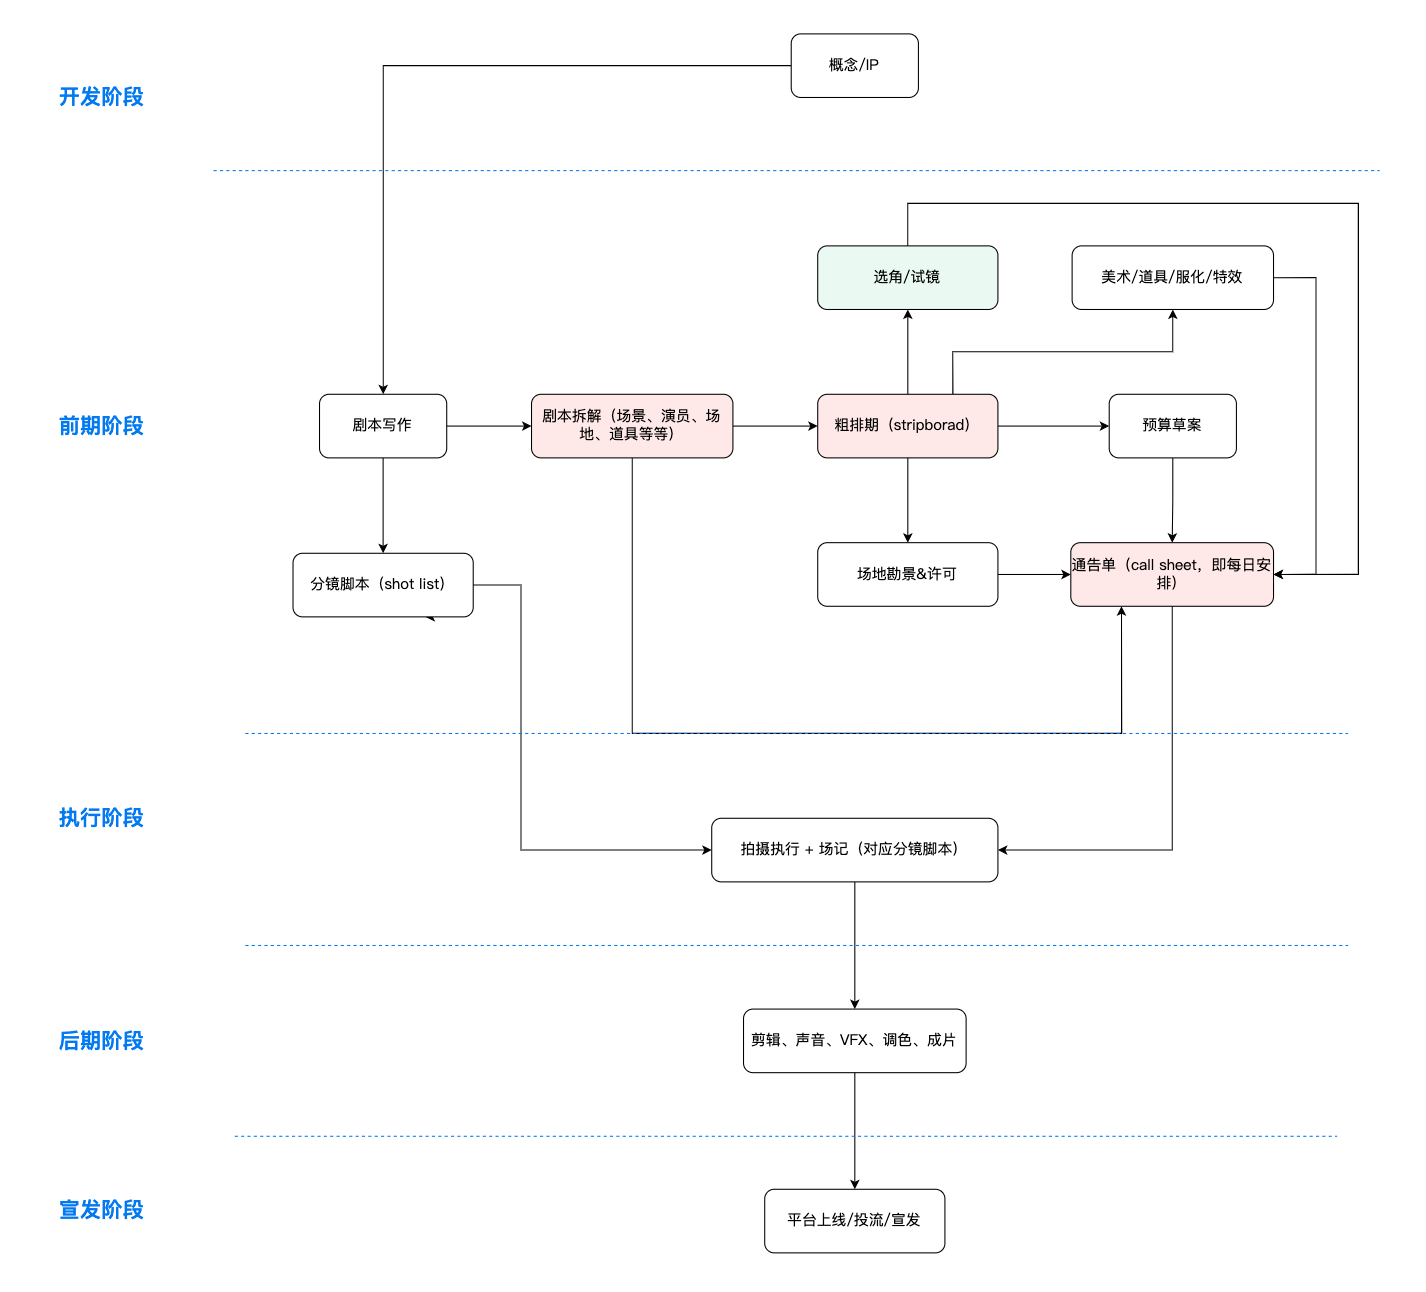 概念/IP
开发阶段
选角/试镜
美术/道具/服化/特效
前期阶段
剧本写作
剧本拆解（场景、演员、场
地、道具等等）
粗排期（stripborad）
预算草案
分镜脚本（shot list）
场地勘景&许可
通告单（call sheet，即每日安
排）
执行阶段
拍摄执行 + 场记（对应分镜脚本）
后期阶段
剪辑、声音、VFX、调色、成片
宣发阶段
平台上线/投流/宣发